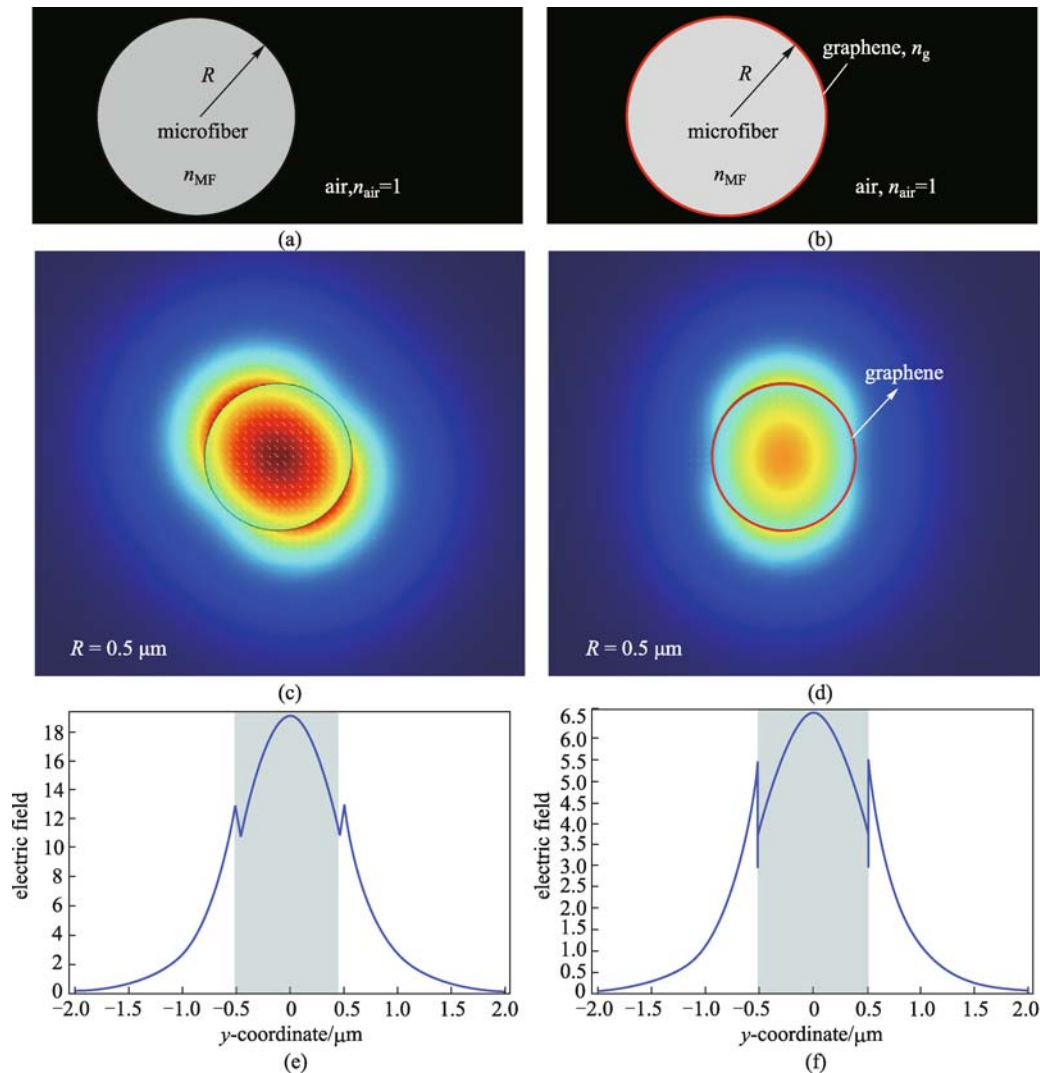 R
microfiber
n_MF
air,n_air=1
(a)
graphene, n_g
R
microfiber
n_MF
air, n_air=1
(b)
R = 0.5 μm
(c)
graphene
R = 0.5 μm
(d)
electric field
18
16
14
12
10
8
6
4
2
0
-2.0 -1.5 -1.0 -0.5 0 0.5 1.0 1.5 2.0
y-coordinate/μm
(e)
electric field
6.5
6.0
5.5
5.0
4.5
4.0
3.5
3.0
2.5
2.0
1.5
1.0
0.5
0
-2.0 -1.5 -1.0 -0.5 0 0.5 1.0 1.5 2.0
y-coordinate/μm
(f)